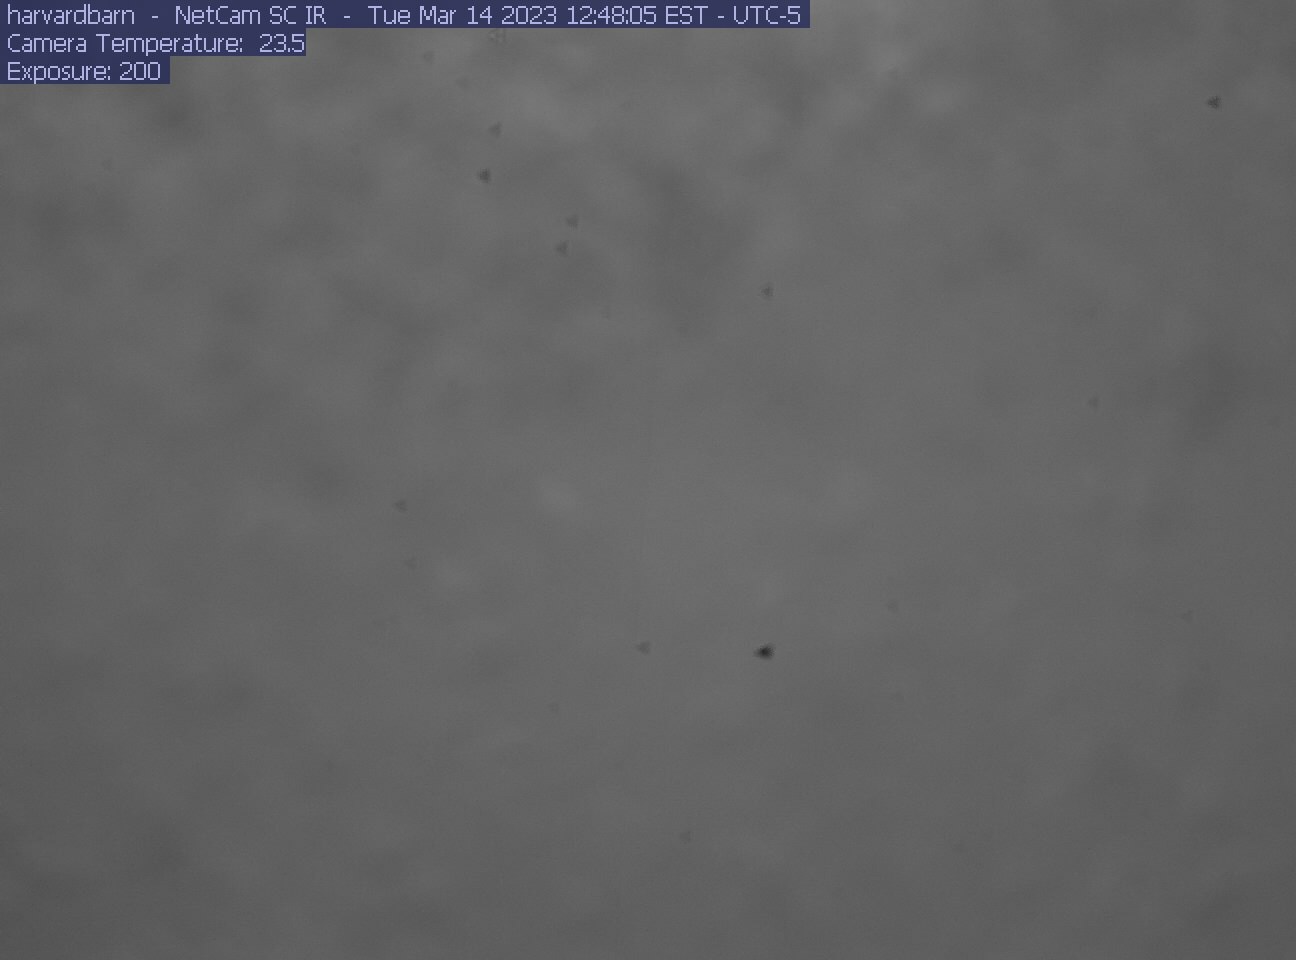 harvardbarn - NetCam SC IR - Tue Mar 14 2023 12:48:05 EST - UTC-5
Camera Temperature: 23.5
Exposure: 200